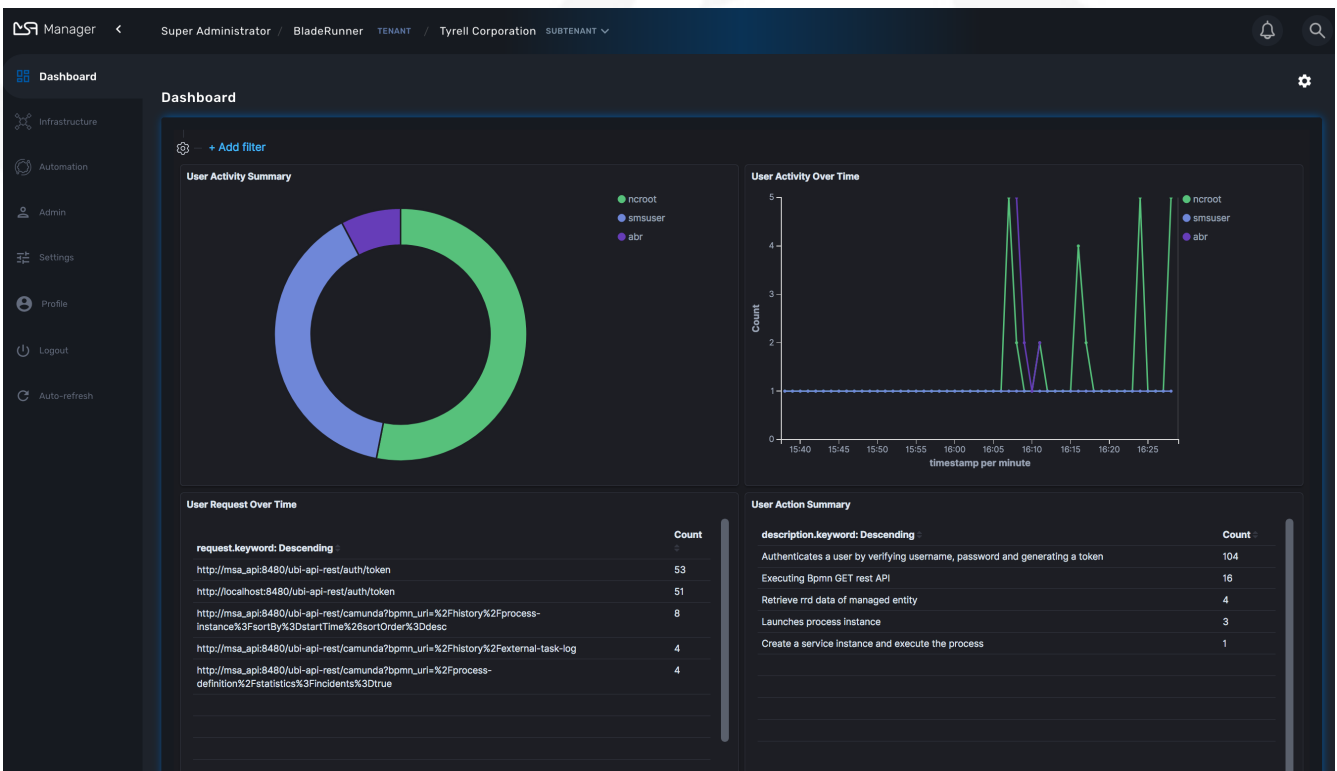 MSA Manager
Super Administrator / BladeRunner TENANT / Tyrell Corporation SUBTENANT
Dashboard
Infrastructure
Automation
Admin
Settings
Profile
Logout
Auto-refresh
Dashboard
+ Add filter
User Activity Summary
ncroot
smsuser
abr
User Activity Over Time
5
4
3
2
1
0
Count
15:40 15:45 15:50 15:55 16:00 16:05 16:10 16:15 16:20 16:25
timestamp per minute
ncroot
smsuser
abr
User Request Over Time
request.keyword: Descending Count
http://msa_api:8480/ubi-api-rest/auth/token 53
http://localhost:8480/ubi-api-rest/auth/token 51
http://msa_api:8480/ubi-api-rest/camunda?bpmn_uri=%2Fhistory%2Fprocess- 8
instance%3FsortBy%3DstartTime%26sortOrder%3Ddesc
http://msa_api:8480/ubi-api-rest/camunda?bpmn_uri=%2Fhistory%2Fexternal-task-log 4
http://msa_api:8480/ubi-api-rest/camunda?bpmn_uri=%2Fprocess- 4
definition%2Fstatistics%3Fincidents%3Dtrue
User Action Summary
description.keyword: Descending Count
Authenticates a user by verifying username, password and generating a token 104
Executing Bpmn GET rest API 16
Retrieve rrd data of managed entity 4
Launches process instance 3
Create a service instance and execute the process 1